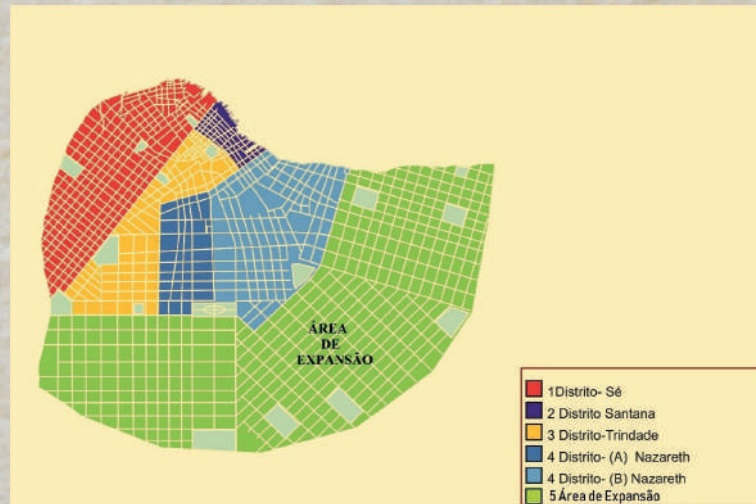 ÁREA
DE
EXPANSÃO
1Distrito- Sé
2 Distrito Santana
3 Distrito-Trindade
4 Distrito- (A) Nazareth
4 Distrito- (B) Nazareth
5 Área de Expansão